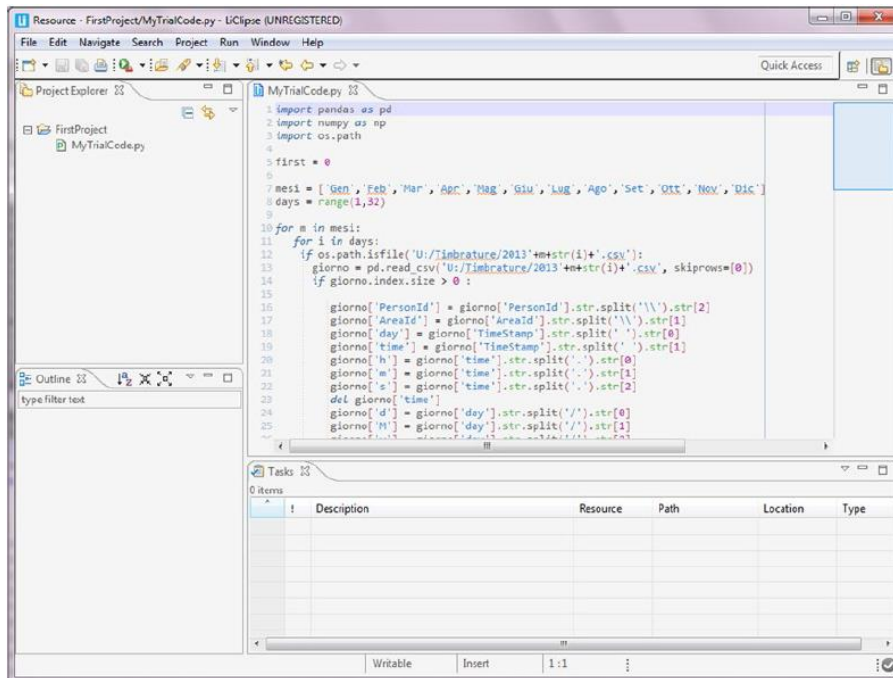 Resource - FirstProject/MyTrialCode.py - LiClipse (UNREGISTERED)
File Edit Navigate Search Project Run Window Help
Quick Access
Project Explorer
FirstProject
MyTrialCode.py
MyTrialCode.py
1 import pandas as pd
2 import numpy as np
3 import os.path
4
5 first = 0
6
7 mesi = ['Gen','Feb','Mar','Apr','Mag','Giu','Lug','Ago','Set','Ott','Nov','Dic']
8 days = range(1,32)
9
10 for m in mesi:
11 for i in days:
12 if os.path.isfile('U:/Timbrature/2013'+m+str(i)+'.csv'):
13 giorno = pd.read_csv('U:/Timbrature/2013'+m+str(i)+'.csv', skiprows=[0])
14 if giorno.index.size > 0 :
15
16 giorno['PersonId'] = giorno['PersonId'].str.split('\\').str[2]
17 giorno['AreaId'] = giorno['AreaId'].str.split('\\').str[1]
18 giorno['day'] = giorno['TimeStamp'].str.split(' ').str[0]
19 giorno['time'] = giorno['TimeStamp'].str.split(' ').str[1]
20 giorno['h'] = giorno['time'].str.split('.').str[0]
21 giorno['m'] = giorno['time'].str.split('.').str[1]
22 giorno['s'] = giorno['time'].str.split('.').str[2]
23 del giorno['time']
24 giorno['d'] = giorno['day'].str.split('/').str[0]
25 giorno['M'] = giorno['day'].str.split('/').str[1]
Outline
type filter text
Tasks
0 items
! Description Resource Path Location Type
Writable Insert 1 : 1